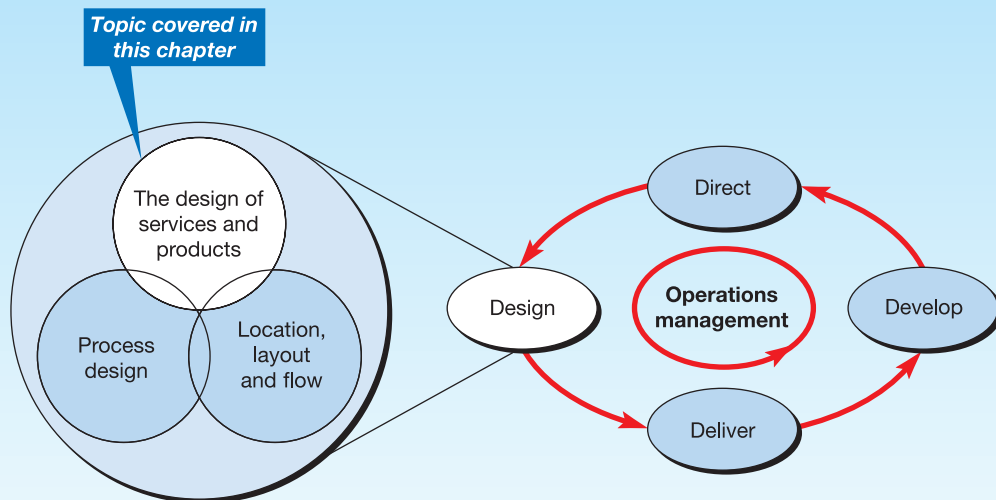 Topic covered in
this chapter
The design of
services and
products
Process
design
Location,
layout
and flow
Direct
Design
Operations
management
Develop
Deliver